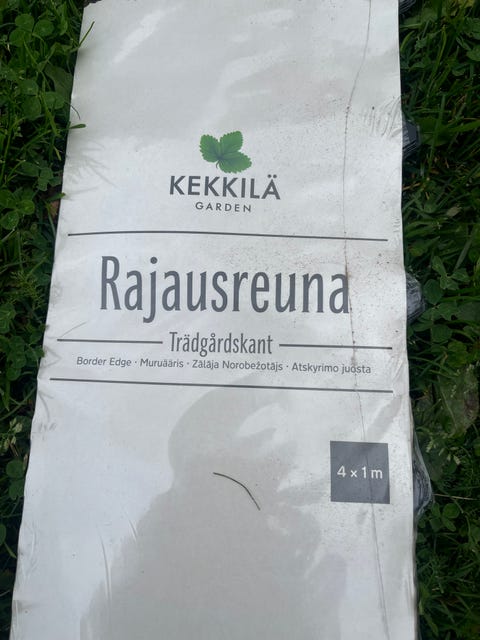 KEKKILÄ
GARDEN
Rajausreuna
Trädgårdskant
Border Edge · Muruääris · Zālāja Norobežotājs · Atskyrimo juosta
4 x 1 m